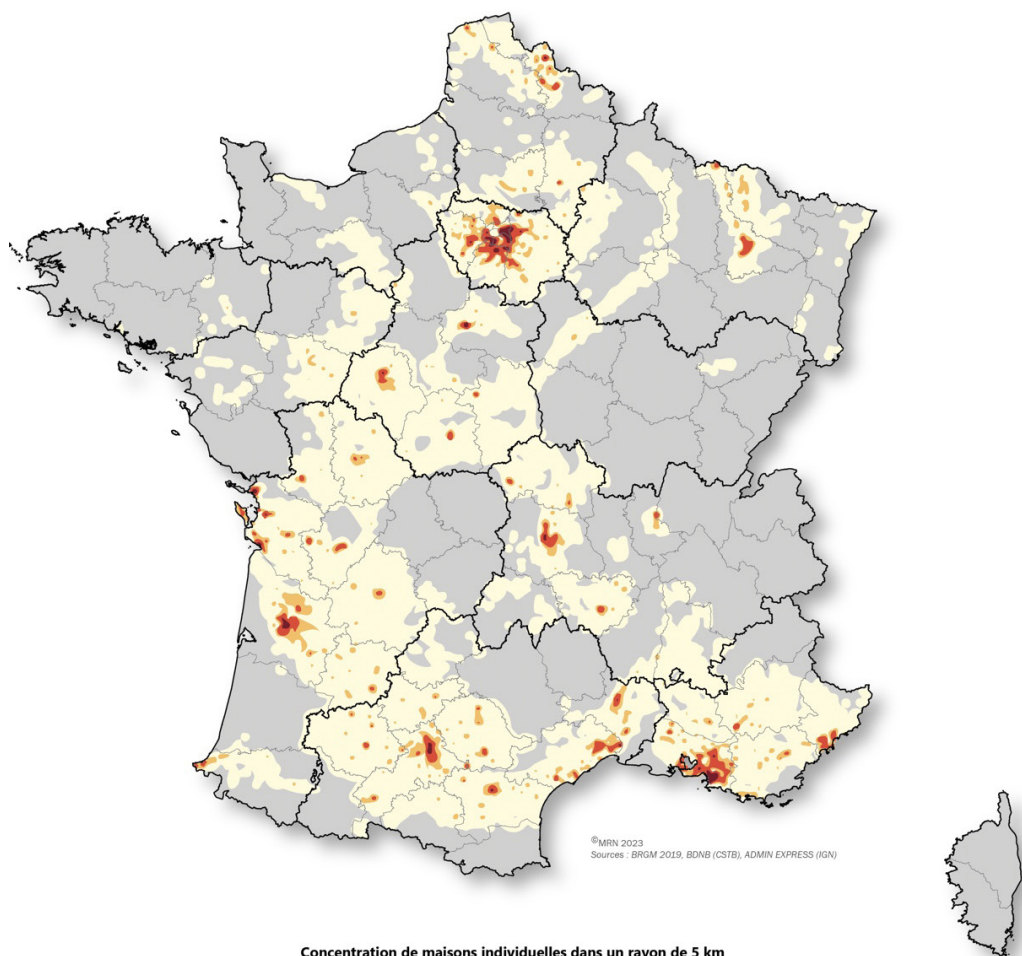 ©MRN 2023
Sources : BRGM 2019, BDNB (CSTB), ADMIN EXPRESS (IGN)
Concentration de maisons individuelles dans un rayon de 5 km